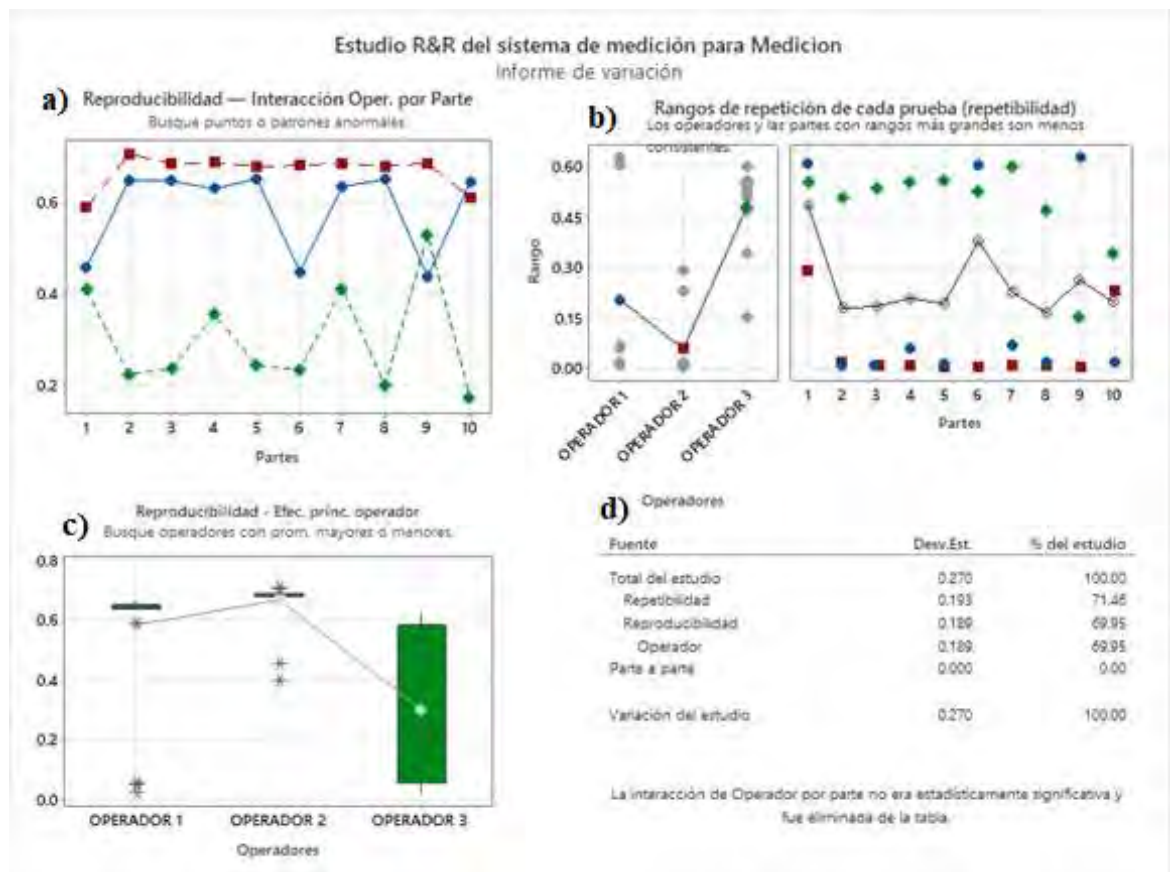 Estudio R&R del sistema de medición para Medicion
Informe de variación
a) Reproducibilidad — Interacción Oper. por Parte
Busque puntos o patrones anormales.
0.6
0.4
0.2
1 2 3 4 5 6 7 8 9 10
Partes
b) Rangos de repetición de cada prueba (repetibilidad)
Los operadores y las partes con rangos más grandes son menos
consistentes.
Rango
0.60
0.45
0.30
0.15
0.00
OPERADOR 1 OPERADOR 2 OPERADOR 3
1 2 3 4 5 6 7 8 9 10
Partes
Operadores
c) Reproducibilidad - Efec. princ. operador
Busque operadores con prom. mayores o menores.
0.8
0.6
0.4
0.2
0.0
OPERADOR 1 OPERADOR 2 OPERADOR 3
Operadores
d)
Fuente Desv.Est. % del estudio
Total del estudio 0.270 100.00
Repetibilidad 0.193 71.46
Reproducibilidad 0.189 69.95
Operador 0.189 69.95
Parte a parte 0.000 0.00
Variación del estudio 0.270 100.00
La interacción de Operador por parte no era estadísticamente significativa y
fue eliminada de la tabla.